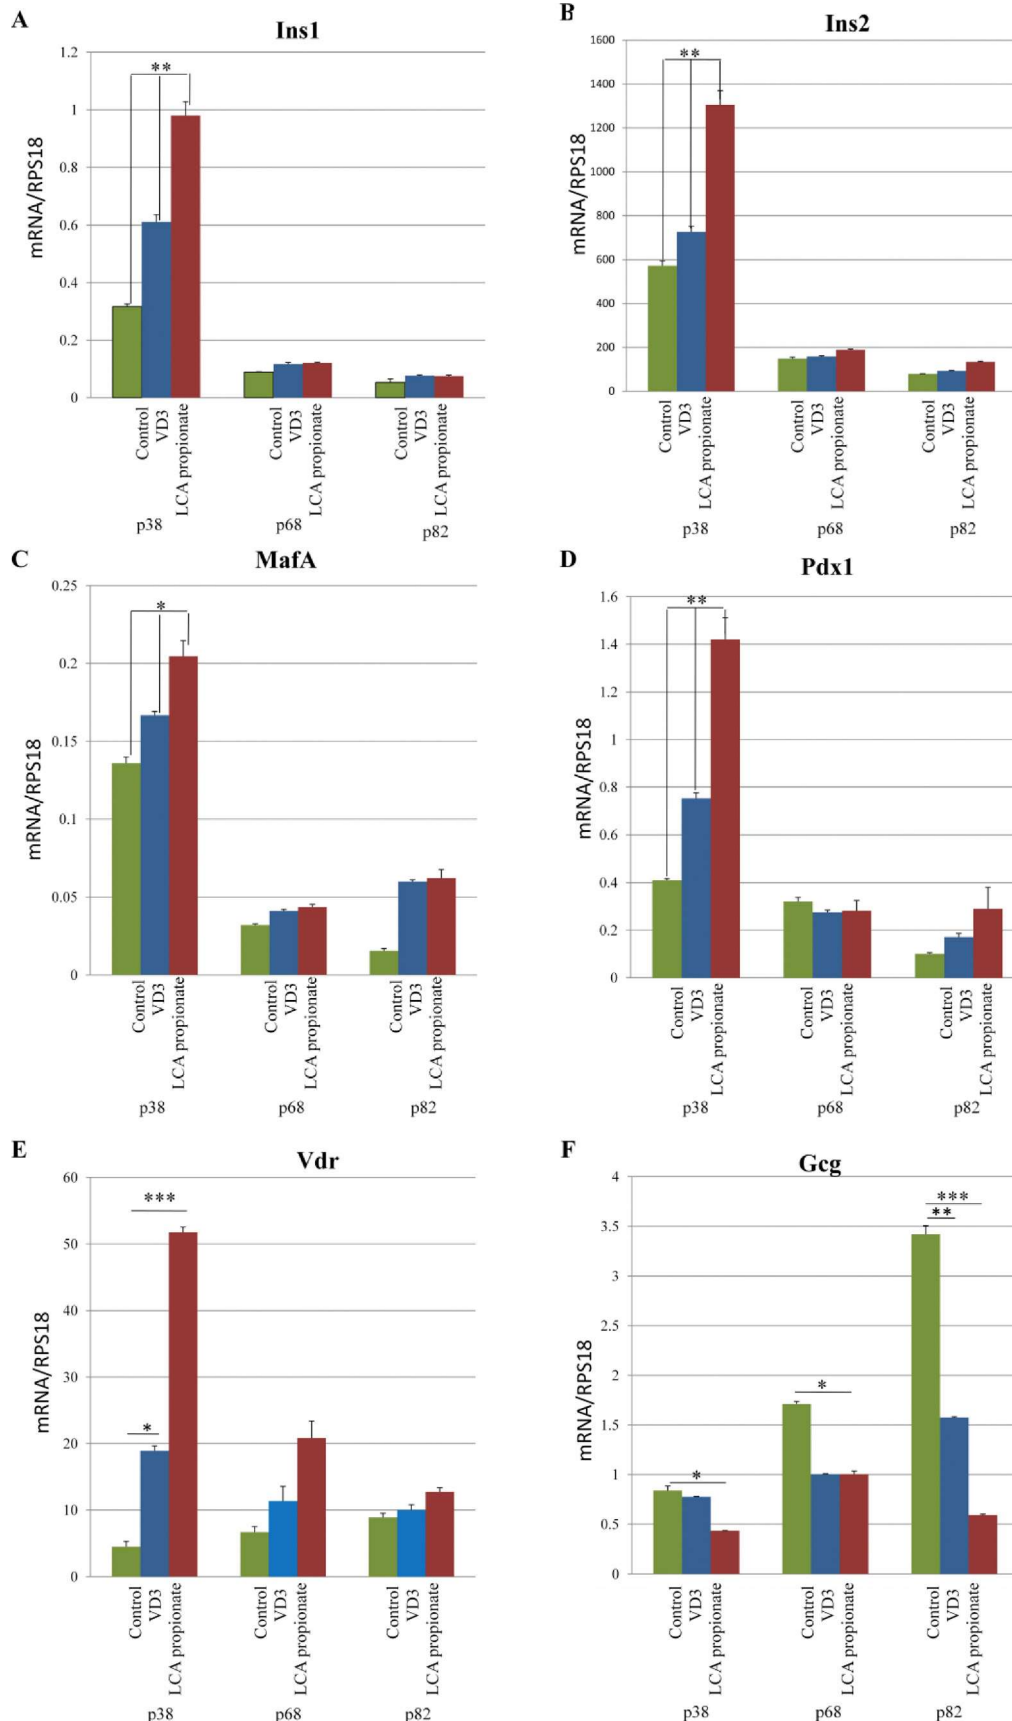 A
Ins1
mRNA/RPS18
1.2
1
0.8
0.6
0.4
0.2
0
**
Control
VD3
LCA propionate
Control
VD3
LCA propionate
Control
VD3
LCA propionate
p38
p68
p82
B
Ins2
mRNA/RPS18
1600
1400
1200
1000
800
600
400
200
0
**
Control
VD3
LCA propionate
Control
VD3
LCA propionate
Control
VD3
LCA propionate
p38
p68
p82
C
MafA
mRNA/RPS18
0.25
0.2
0.15
0.1
0.05
0
*
Control
VD3
LCA propionate
Control
VD3
LCA propionate
Control
VD3
LCA propionate
p38
p68
p82
D
Pdx1
mRNA/RPS18
1.6
1.4
1.2
1
0.8
0.6
0.4
0.2
0
**
Control
VD3
LCA propionate
Control
VD3
LCA propionate
Control
VD3
LCA propionate
p38
p68
p82
E
Vdr
mRNA/RPS18
60
50
40
30
20
10
0
***
*
Control
VD3
LCA propionate
Control
VD3
LCA propionate
Control
VD3
LCA propionate
p38
p68
p82
F
Gcg
mRNA/RPS18
4
3.5
3
2.5
2
1.5
1
0.5
0
*
*
***
**
Control
VD3
LCA propionate
Control
VD3
LCA propionate
Control
VD3
LCA propionate
p38
p68
p82